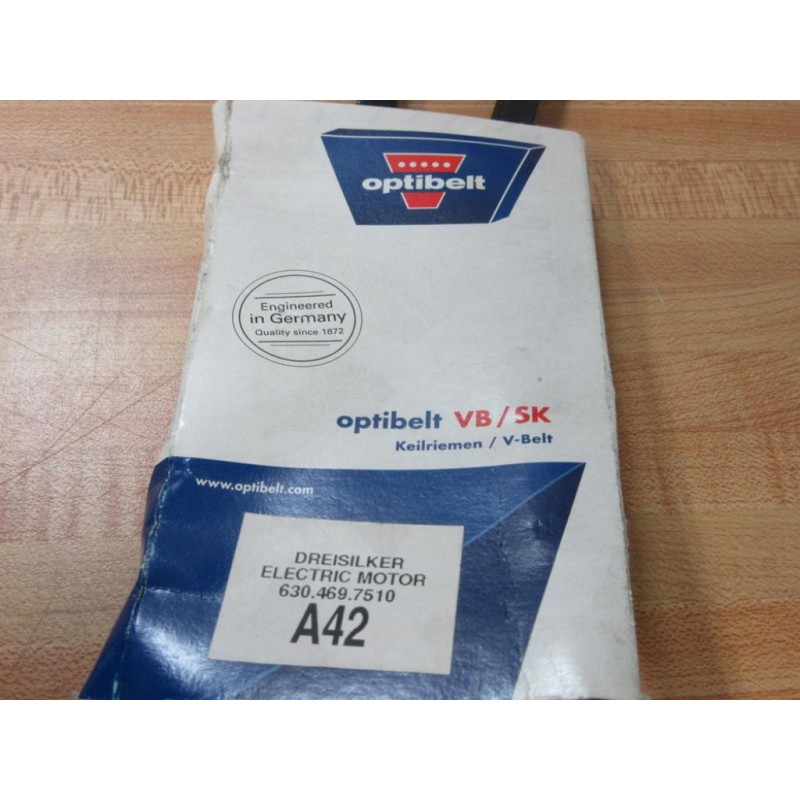 optibelt
Engineered
in Germany
Quality since 1872
optibelt VB / SK
Keilriemen / V-Belt
www.optibelt.com
DREISILKER
ELECTRIC MOTOR
630.469.7510
A42